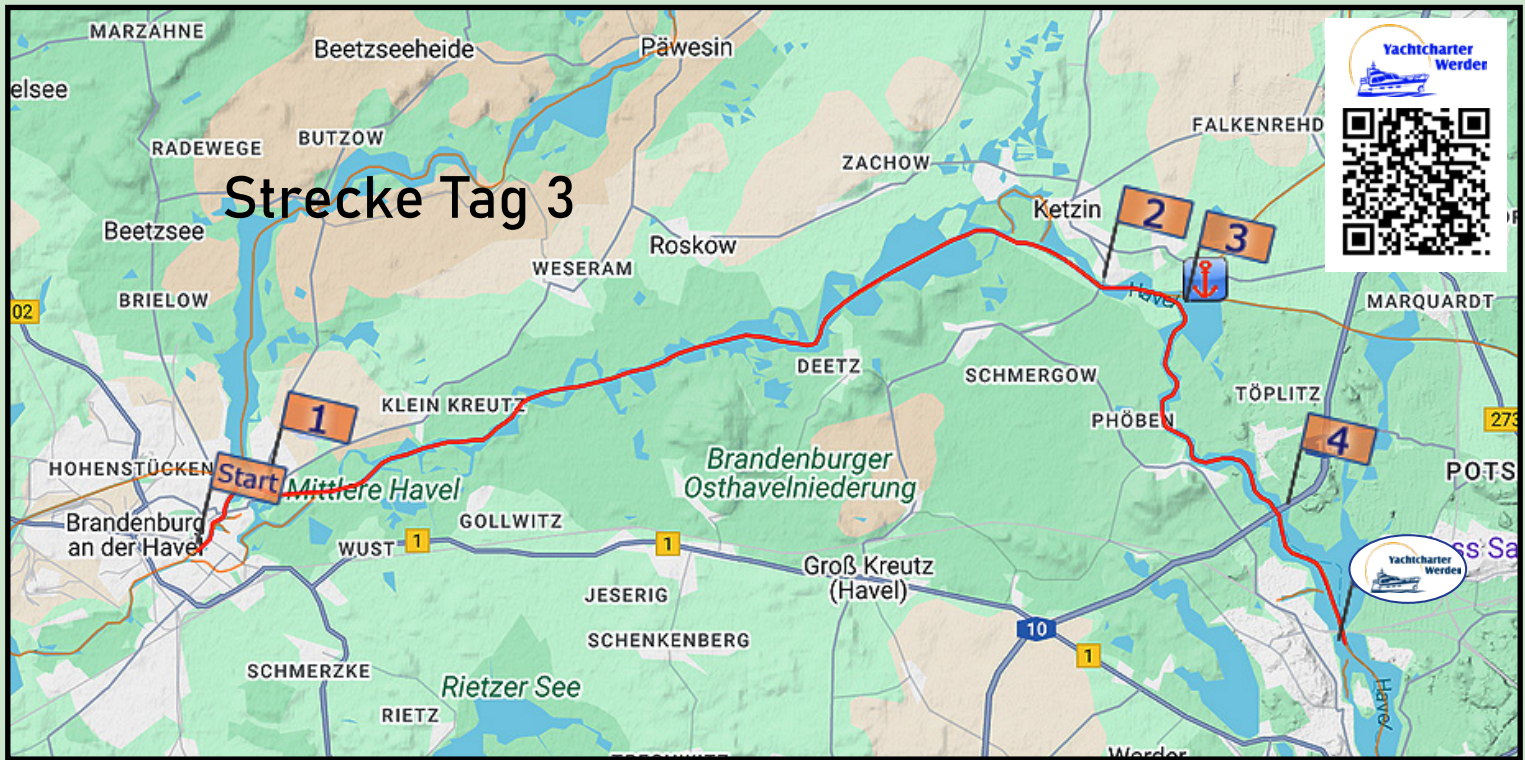 MARZAHNE
Beetzseeheide
Päwesin
Yachtcharter
Werder
elsee
FALKENREHD
RADEWEGE
BUTZOW
ZACHOW
Strecke Tag 3
Ketzin
2
3
Beetzsee
Roskow
WESERAM
BRIELOW
02
Havel
MARQUARDT
DEETZ
SCHMERGOW
TÖPLITZ
KLEIN KREUTZ
1
PHÖBEN
273
4
HOHENSTÜCKEN
Start
Mittlere Havel
Brandenburger
Osthavelniederung
POTS
Brandenburg
an der Havel
GOLLWITZ
WUST
1
1
Groß Kreutz
(Havel)
Yachtcharter
Werder
ss Sa
JESERIG
10
SCHENKENBERG
1
SCHMERZKE
Rietzer See
RIETZ
Havel
Werder